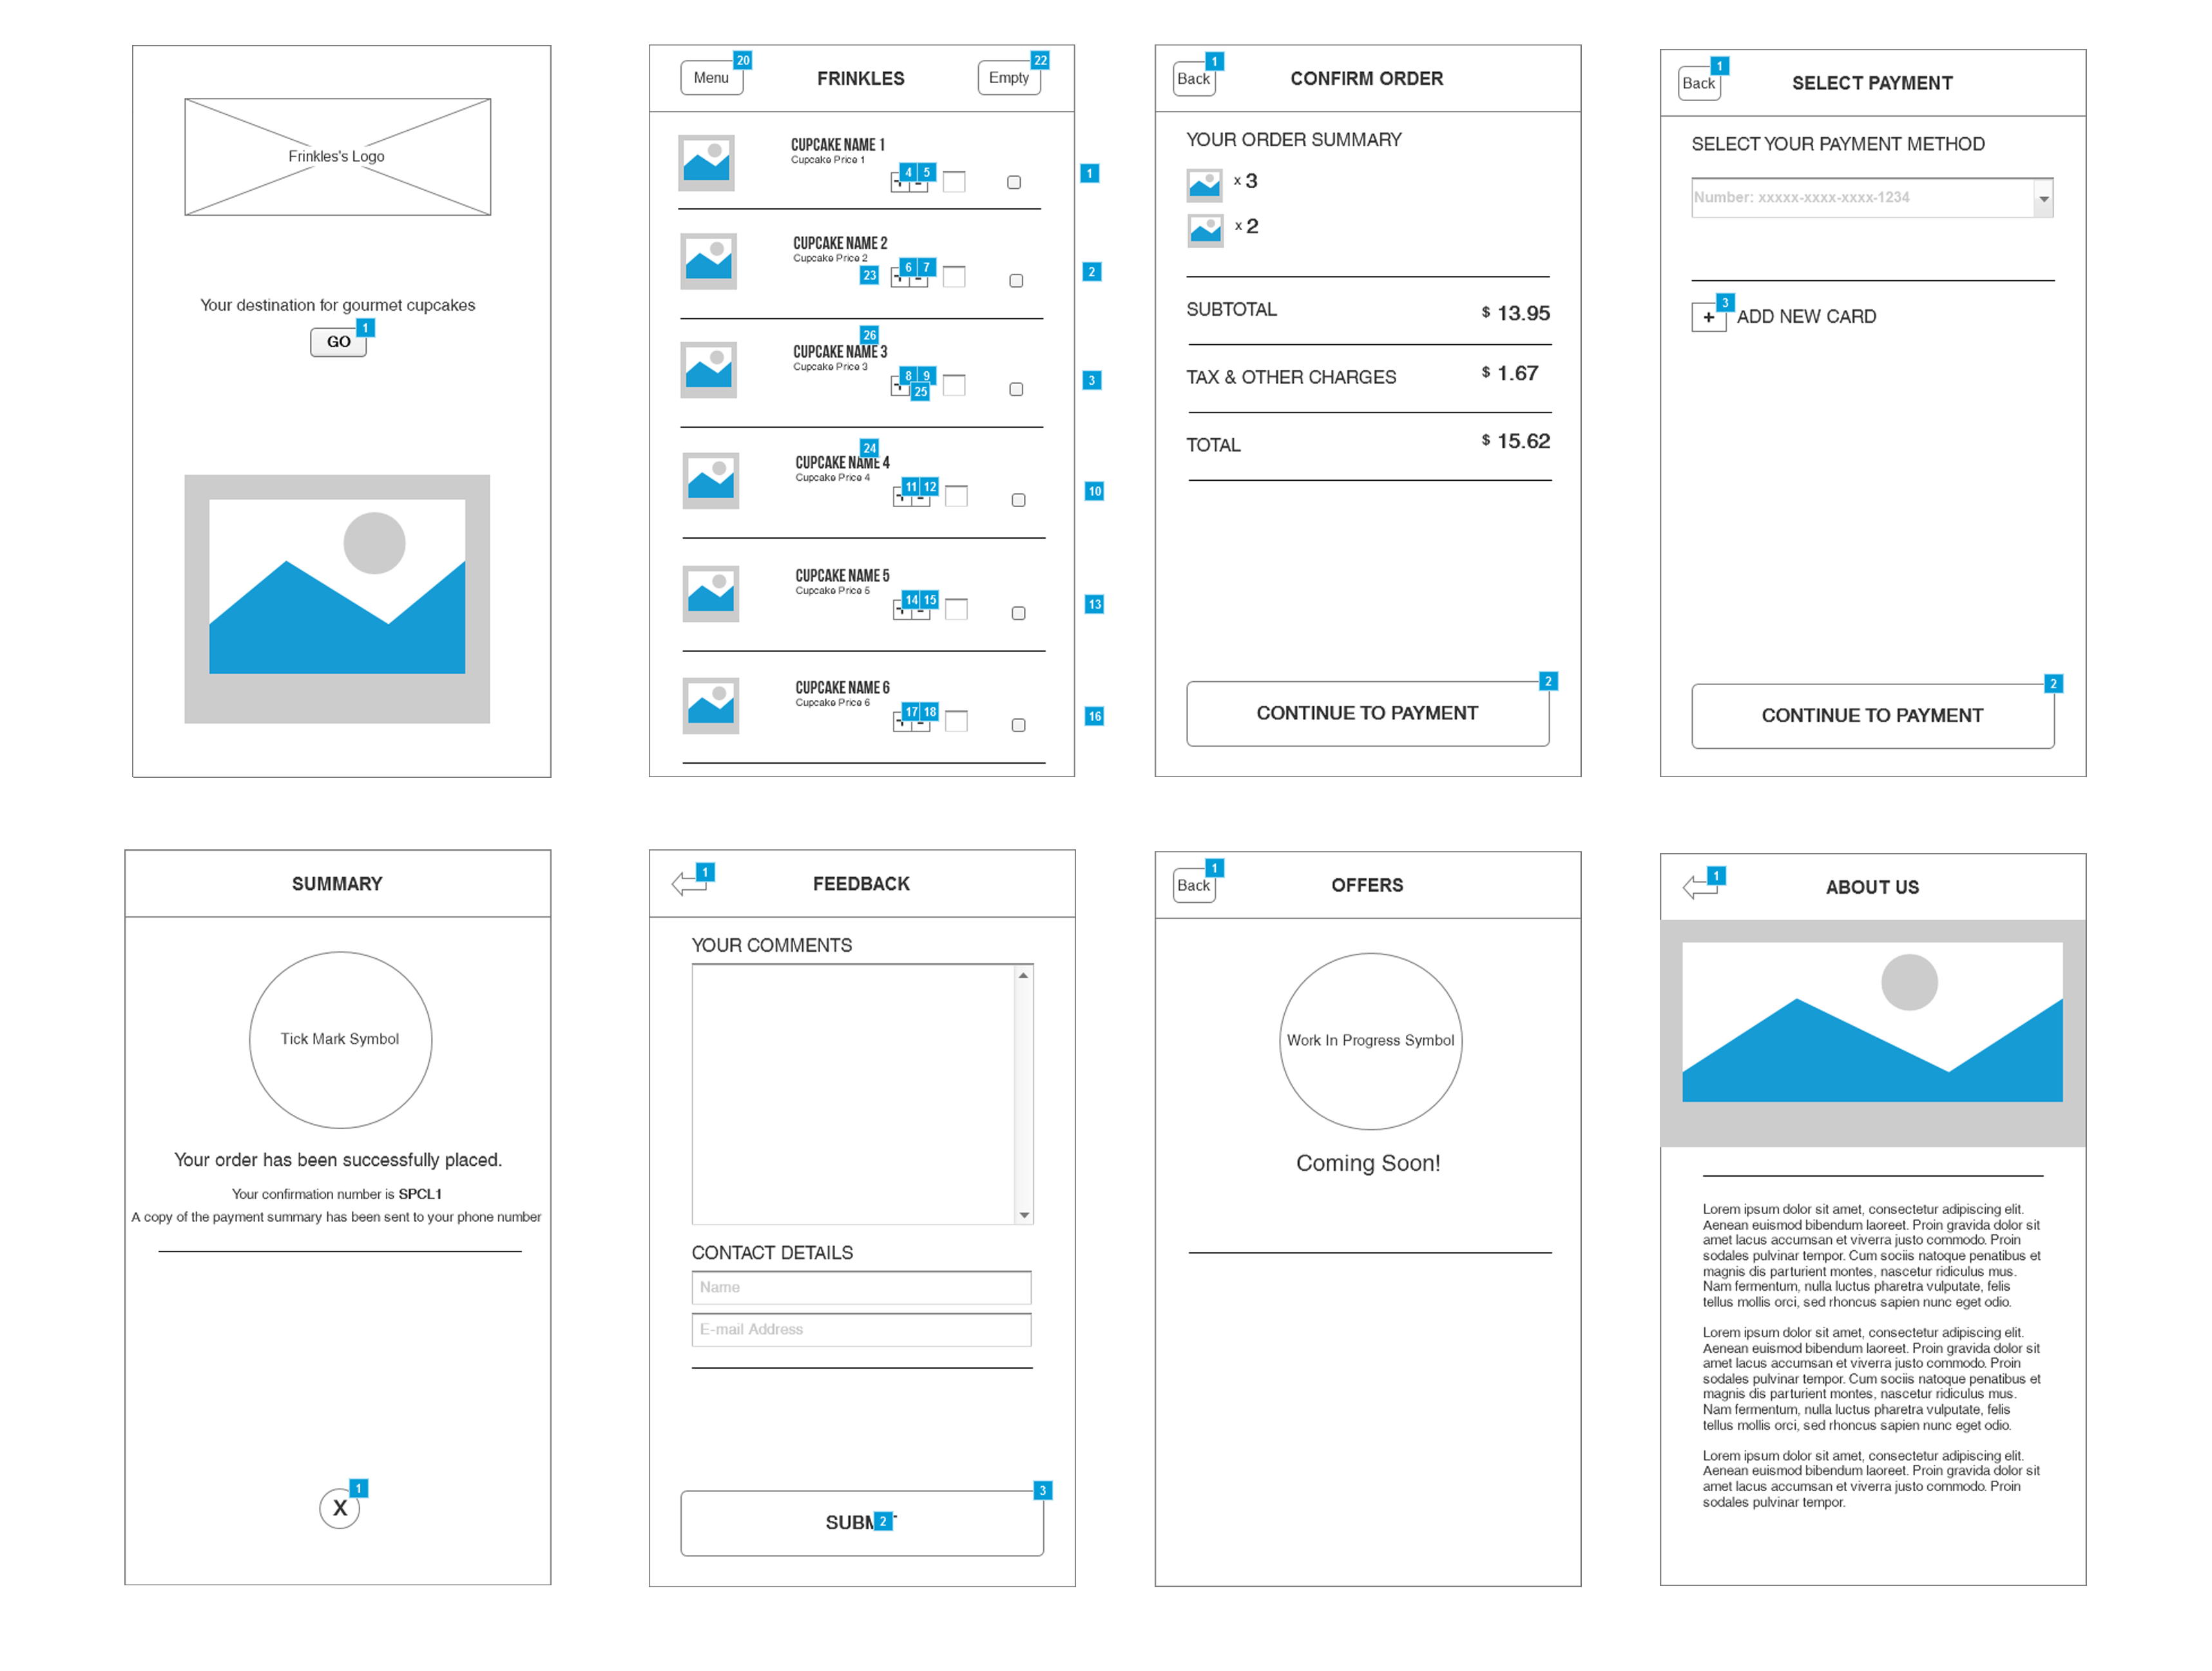 Frinkles's Logo
Your destination for gourmet cupcakes
1
GO
20
Menu
FRINKLES
22
Empty
CUPCAKE NAME 1
Cupcake Price 1
4 5
1
CUPCAKE NAME 2
Cupcake Price 2
23
6 7
2
26
CUPCAKE NAME 3
Cupcake Price 3
8 9
25
3
24
CUPCAKE NAME 4
Cupcake Price 4
11 12
10
CUPCAKE NAME 5
Cupcake Price 5
14 15
13
CUPCAKE NAME 6
Cupcake Price 6
17 18
16
1
Back
CONFIRM ORDER
YOUR ORDER SUMMARY
x 3
x 2
SUBTOTAL $ 13.95
TAX & OTHER CHARGES $ 1.67
TOTAL $ 15.62
2
CONTINUE TO PAYMENT
1
Back
SELECT PAYMENT
SELECT YOUR PAYMENT METHOD
Number: xxxxx-xxxx-xxxx-1234
3
+ ADD NEW CARD
2
CONTINUE TO PAYMENT
SUMMARY
Tick Mark Symbol
Your order has been successfully placed.
Your confirmation number is SPCL1
A copy of the payment summary has been sent to your phone number
1
X
1
FEEDBACK
YOUR COMMENTS
CONTACT DETAILS
Name
E-mail Address
3
2
1
Back
OFFERS
Work In Progress Symbol
Coming Soon!
1
ABOUT US
Lorem ipsum dolor sit amet, consectetur adipiscing elit.
Aenean euismod bibendum laoreet. Proin gravida dolor sit
amet lacus accumsan et viverra justo commodo. Proin
sodales pulvinar tempor. Cum sociis natoque penatibus et
magnis dis parturient montes, nascetur ridiculus mus.
Nam fermentum, nulla luctus pharetra vulputate, felis
tellus mollis orci, sed rhoncus sapien nunc eget odio.
Lorem ipsum dolor sit amet, consectetur adipiscing elit.
Aenean euismod bibendum laoreet. Proin gravida dolor sit
amet lacus accumsan et viverra justo commodo. Proin
sodales pulvinar tempor. Cum sociis natoque penatibus et
magnis dis parturient montes, nascetur ridiculus mus.
Nam fermentum, nulla luctus pharetra vulputate, felis
tellus mollis orci, sed rhoncus sapien nunc eget odio.
Lorem ipsum dolor sit amet, consectetur adipiscing elit.
Aenean euismod bibendum laoreet. Proin gravida dolor sit
amet lacus accumsan et viverra justo commodo. Proin
sodales pulvinar tempor.